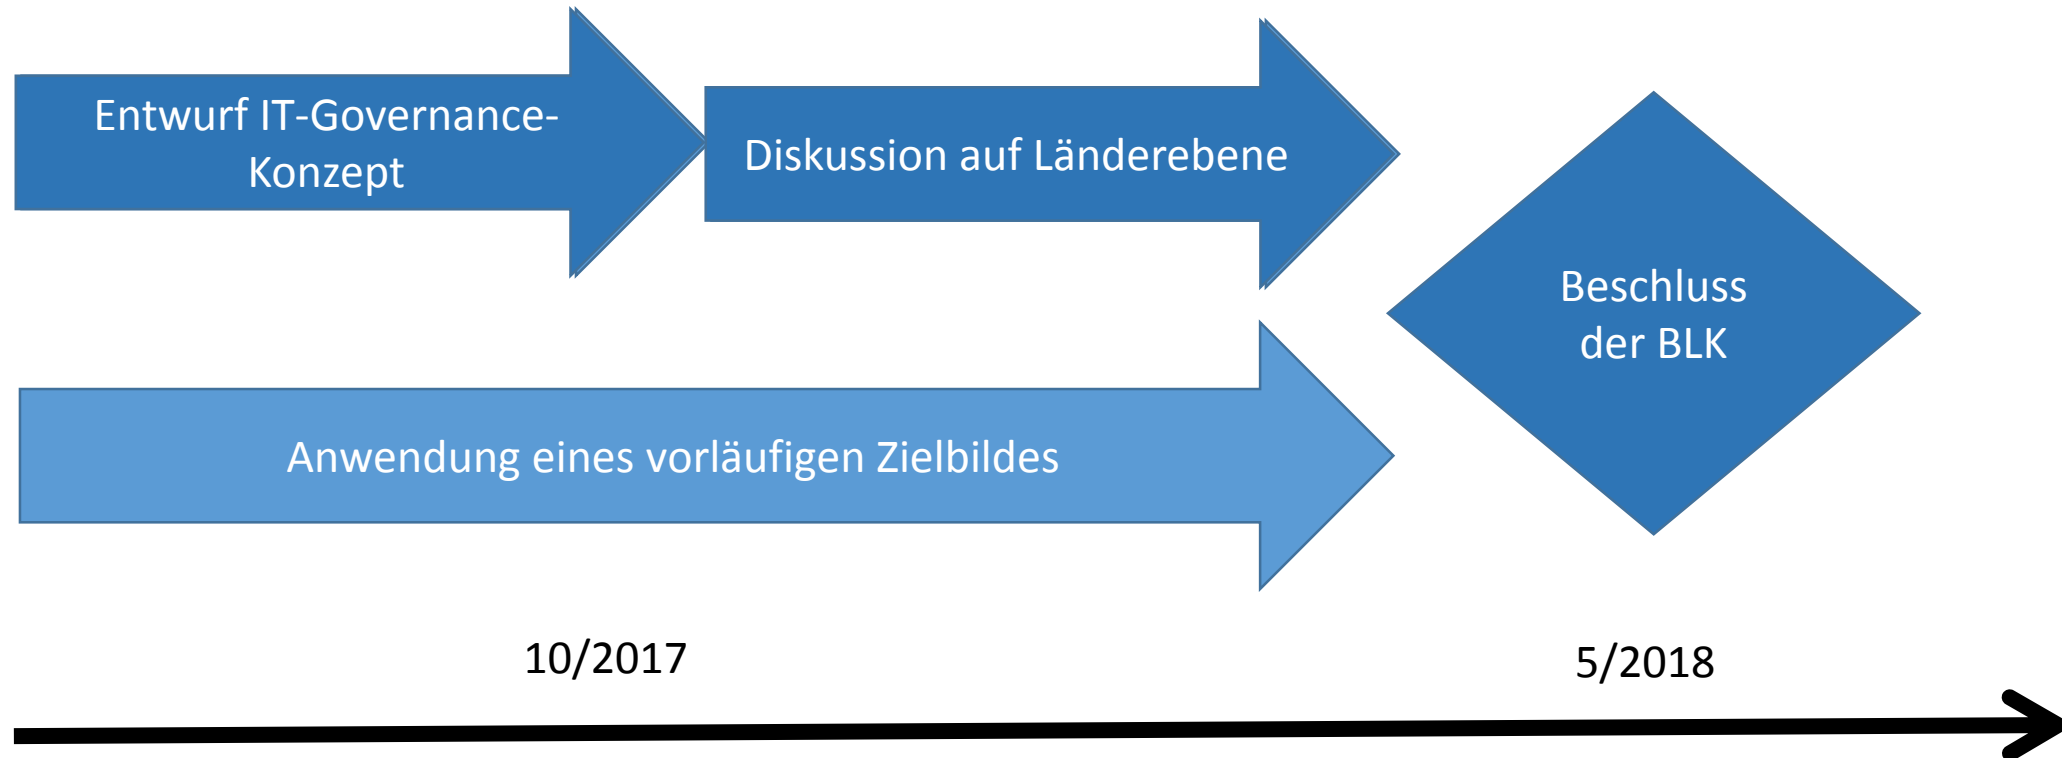 Entwurf IT-Governance-
Konzept
Diskussion auf Länderebene
Beschluss
der BLK
Anwendung eines vorläufigen Zielbildes
10/2017
5/2018